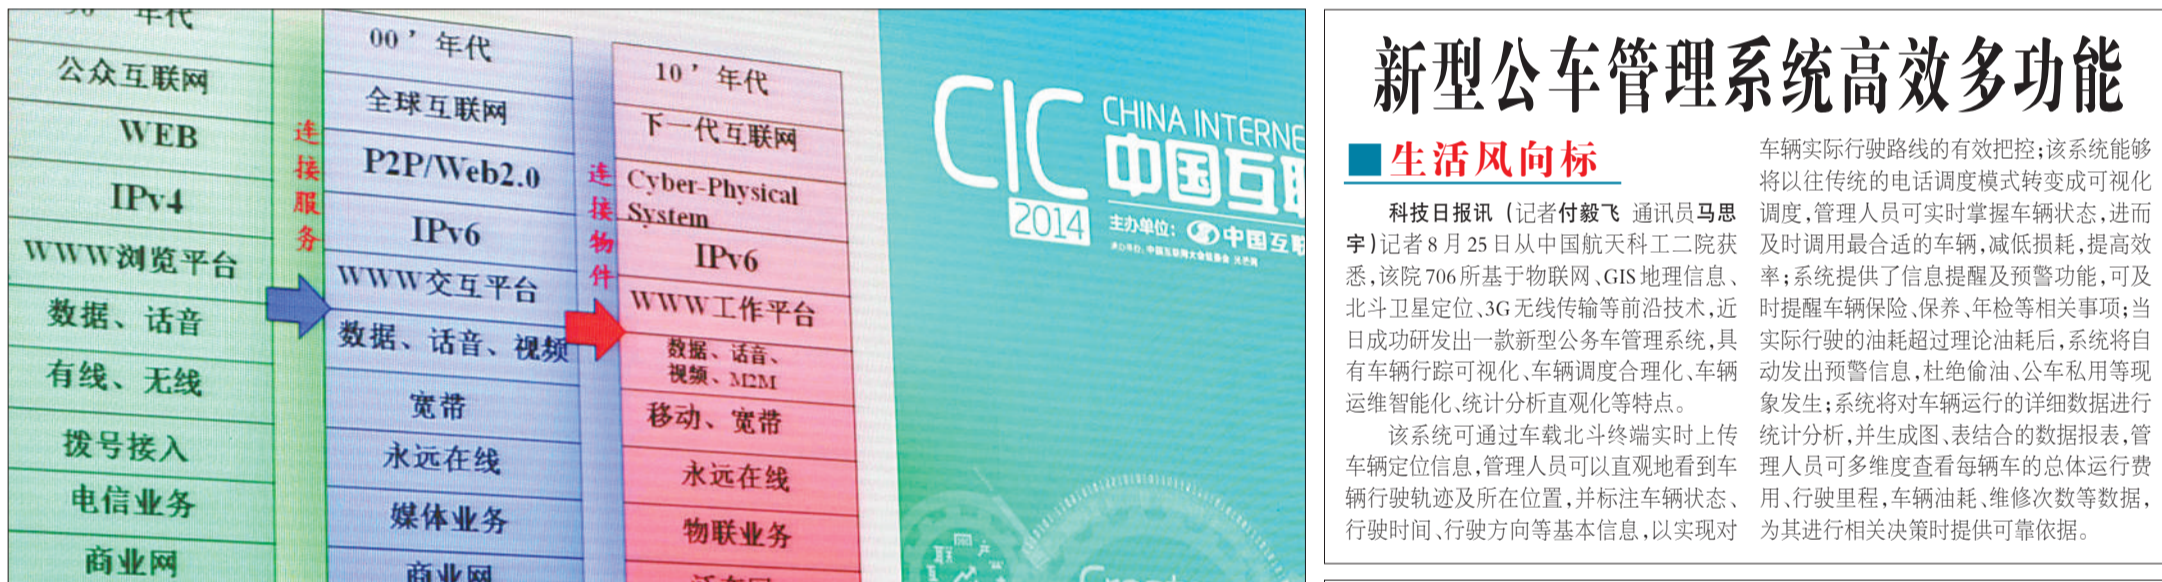 年代
公众互联网
WEB
IPv4
WWW浏览平台
数据、话音
有线、无线
拨号接入
电信业务
商业网
连接服务
00’年代
全球互联网
P2P/Web2.0
IPv6
WWW交互平台
数据、话音、视频
宽带
永远在线
媒体业务
商业网
连接物件
10’年代
下一代互联网
Cyber-Physical
System
IPv6
WWW工作平台
数据、话音、
视频、M2M
移动、宽带
永远在线
物联业务
CIC
2014
CHINA INTERNE
中国互联
主办单位:
中国互联
新型公车管理系统高效多功能
■生活风向标
科技日报讯 (记者付毅飞 通讯员马思
宇)记者8月25日从中国航天科工二院获
悉,该院706所基于物联网、GIS地理信息、
北斗卫星定位、3G无线传输等前沿技术,近
日成功研发出一款新型公务车管理系统,具
有车辆行踪可视化、车辆调度合理化、车辆
运维智能化、统计分析直观化等特点。
该系统可通过车载北斗终端实时上传
车辆定位信息,管理人员可以直观地看到车
辆行驶轨迹及所在位置,并标注车辆状态、
行驶时间、行驶方向等基本信息,以实现对
车辆实际行驶路线的有效把控;该系统能够
将以往传统的电话调度模式转变成可视化
调度,管理人员可实时掌握车辆状态,进而
及时调用最合适的车辆,减低损耗,提高效
率;系统提供了信息提醒及预警功能,可及
时提醒车辆保险、保养、年检等相关事项;当
实际行驶的油耗超过理论油耗后,系统将自
动发出预警信息,杜绝偷油、公车私用等现
象发生;系统将对车辆运行的详细数据进行
统计分析,并生成图、表结合的数据报表,管
理人员可多维度查看每辆车的总体运行费
用、行驶里程,车辆油耗、维修次数等数据,
为其进行相关决策时提供可靠依据。